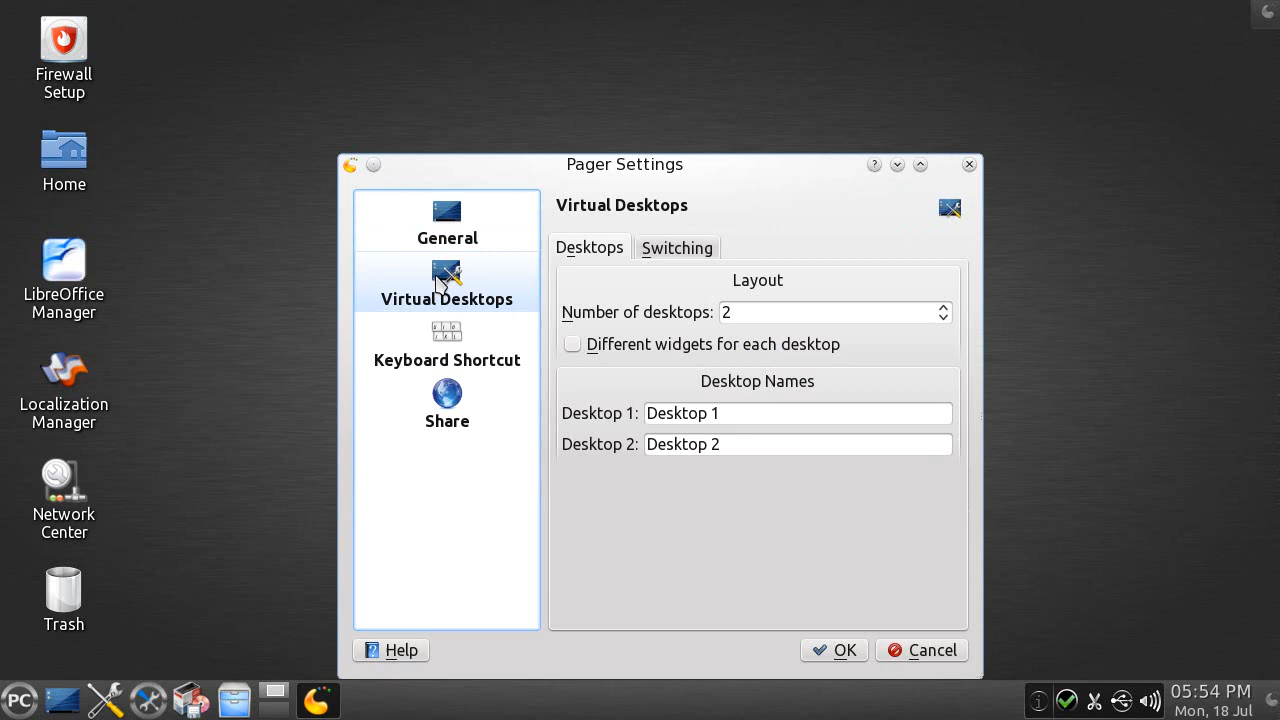 Firewall
Setup
Home
LibreOffice
Manager
Localization
Manager
Network
Center
Trash
Pager Settings
?
General
Virtual Desktops
Keyboard Shortcut
Share
Virtual Desktops
Desktops
Switching
Layout
Number of desktops: 2
Different widgets for each desktop
Desktop Names
Desktop 1: Desktop 1
Desktop 2: Desktop 2
Help
OK
Cancel
PC
05:54 PM
Mon, 18 Jul